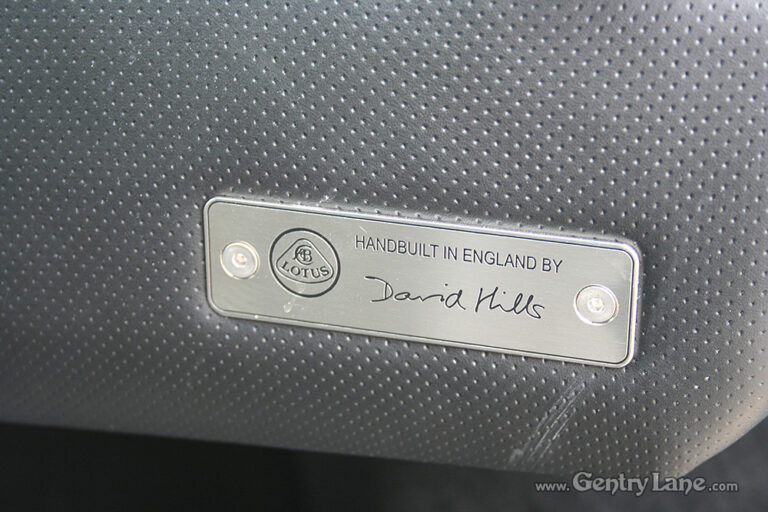 HANDBUILT IN ENGLAND BY
LOTUS
David Hills
www.GentryLane.com